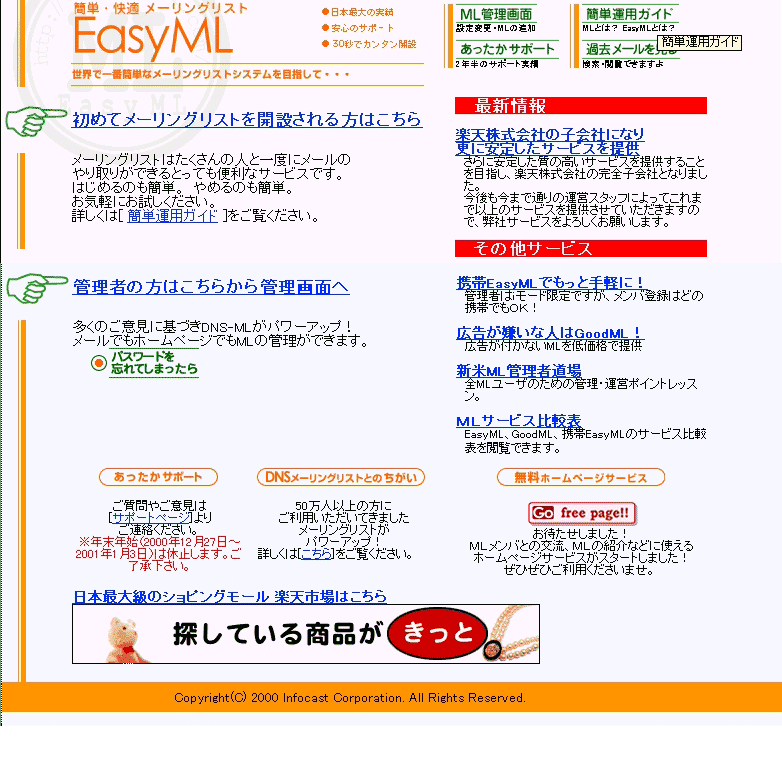 簡単・快適 メーリングリスト
EasyML
●日本最大の実績
●安心のサポート
●30秒でカンタン開設
世界で一番簡単なメーリングリストシステムを目指して・・・
ML管理画面
設定変更・MLの追加
簡単運用ガイド
MLとは？ EasyMLとは？
簡単運用ガイド
あったかサポート
2年半のサポート実績
過去メールを見る
検索・閲覧できますよ
初めてメーリングリストを開設される方はこちら
メーリングリストはたくさんの人と一度にメールの
やり取りができるとっても便利なサービスです。
はじめるのも簡単。 やめるのも簡単。
お気軽にお試しください。
詳しくは[ 簡単運用ガイド ]をご覧ください。
管理者の方はこちらから管理画面へ
多くのご意見に基づきDNS-MLがパワーアップ！
メールでもホームページでもMLの管理ができます。
パスワードを
忘れてしまったら
最新情報
楽天株式会社の子会社になり
更に安定したサービスを提供
さらに安定した質の高いサービスを提供すること
を目指し、楽天株式会社の完全子会社となりまし
た。
今後も今まで通りの運営スタッフによってこれま
で以上のサービスを提供させていただきますの
で、弊社サービスをよろしくお願いします。
その他サービス
携帯EasyMLでもっと手軽に！
管理者はiモード限定ですが、メンバ登録はどの
携帯でもOK！
広告が嫌いな人はGoodML！
広告が付かないMLを低価格で提供
新米ML管理者道場
全MLユーザのための管理・運営ポイントレッス
ン。
MLサービス比較表
EasyML、GoodML、携帯EasyMLのサービス比較
表を閲覧できます。
あったかサポート
ご質問やご意見は
[サポートページ]より
ご連絡ください。
※年末年始(2000年12月27日～
2001年1月3日)は休止します。ご
了承下さい。
DNSメーリングリストとのちがい
50万人以上の方に
ご利用いただいてきました
メーリングリストが
パワーアップ！
詳しくは[こちら]をご覧ください。
無料ホームページサービス
Go free page!!
お待たせしました！
MLメンバとの交流、MLの紹介などに使える
ホームページサービスがスタートしました！
ぜひぜひご利用くださいませ。
日本最大級のショピングモール 楽天市場はこちら
探している商品が きっと
Copyright(C) 2000 Infocast Corporation. All Rights Reserved.